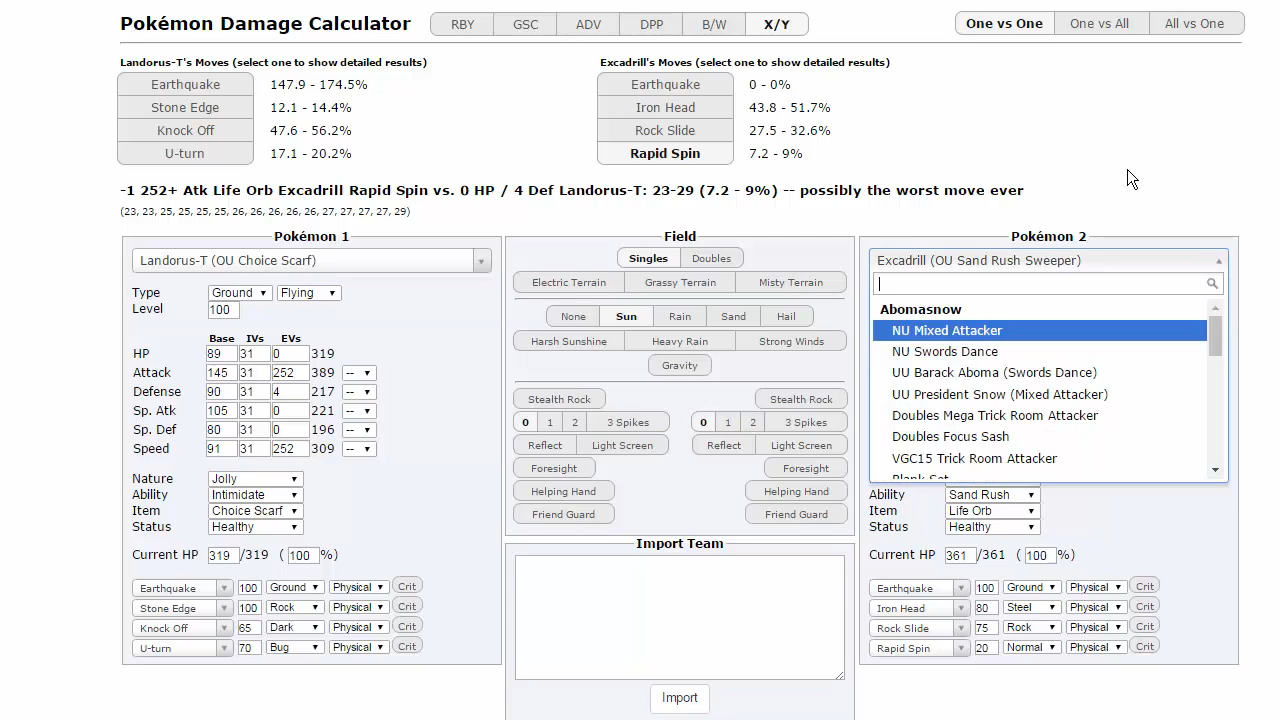 Pokémon Damage Calculator RBY GSC ADV DPP B/W X/Y One vs One One vs All All vs One
Landorus-T's Moves (select one to show detailed results)
Earthquake 147.9 - 174.5%
Stone Edge 12.1 - 14.4%
Knock Off 47.6 - 56.2%
U-turn 17.1 - 20.2%
Excadrill's Moves (select one to show detailed results)
Earthquake 0 - 0%
Iron Head 43.8 - 51.7%
Rock Slide 27.5 - 32.6%
Rapid Spin 7.2 - 9%
-1 252+ Atk Life Orb Excadrill Rapid Spin vs. 0 HP / 4 Def Landorus-T: 23-29 (7.2 - 9%) -- possibly the worst move ever
(23, 23, 25, 25, 25, 25, 26, 26, 26, 26, 26, 27, 27, 27, 27, 29)
Pokémon 1
Landorus-T (OU Choice Scarf)
Type Ground Flying
Level 100
Base IVs EVs
HP 89 31 0 319
Attack 145 31 252 389 --
Defense 90 31 4 217 --
Sp. Atk 105 31 0 221 --
Sp. Def 80 31 0 196 --
Speed 91 31 252 309 --
Nature Jolly
Ability Intimidate
Item Choice Scarf
Status Healthy
Current HP 319 /319 ( 100 %)
Earthquake 100 Ground Physical Crit
Stone Edge 100 Rock Physical Crit
Knock Off 65 Dark Physical Crit
U-turn 70 Bug Physical Crit
Field
Singles Doubles
Electric Terrain Grassy Terrain Misty Terrain
None Sun Rain Sand Hail
Harsh Sunshine Heavy Rain Strong Winds
Gravity
Stealth Rock Stealth Rock
0 1 2 3 Spikes 0 1 2 3 Spikes
Reflect Light Screen Reflect Light Screen
Foresight Foresight
Helping Hand Helping Hand
Friend Guard Friend Guard
Import Team
Import
Pokémon 2
Excadrill (OU Sand Rush Sweeper)
Abomasnow
NU Mixed Attacker
NU Swords Dance
UU Barack Aboma (Swords Dance)
UU President Snow (Mixed Attacker)
Doubles Mega Trick Room Attacker
Doubles Focus Sash
VGC15 Trick Room Attacker
Blank Set
Ability Sand Rush
Item Life Orb
Status Healthy
Current HP 361 /361 ( 100 %)
Earthquake 100 Ground Physical Crit
Iron Head 80 Steel Physical Crit
Rock Slide 75 Rock Physical Crit
Rapid Spin 20 Normal Physical Crit